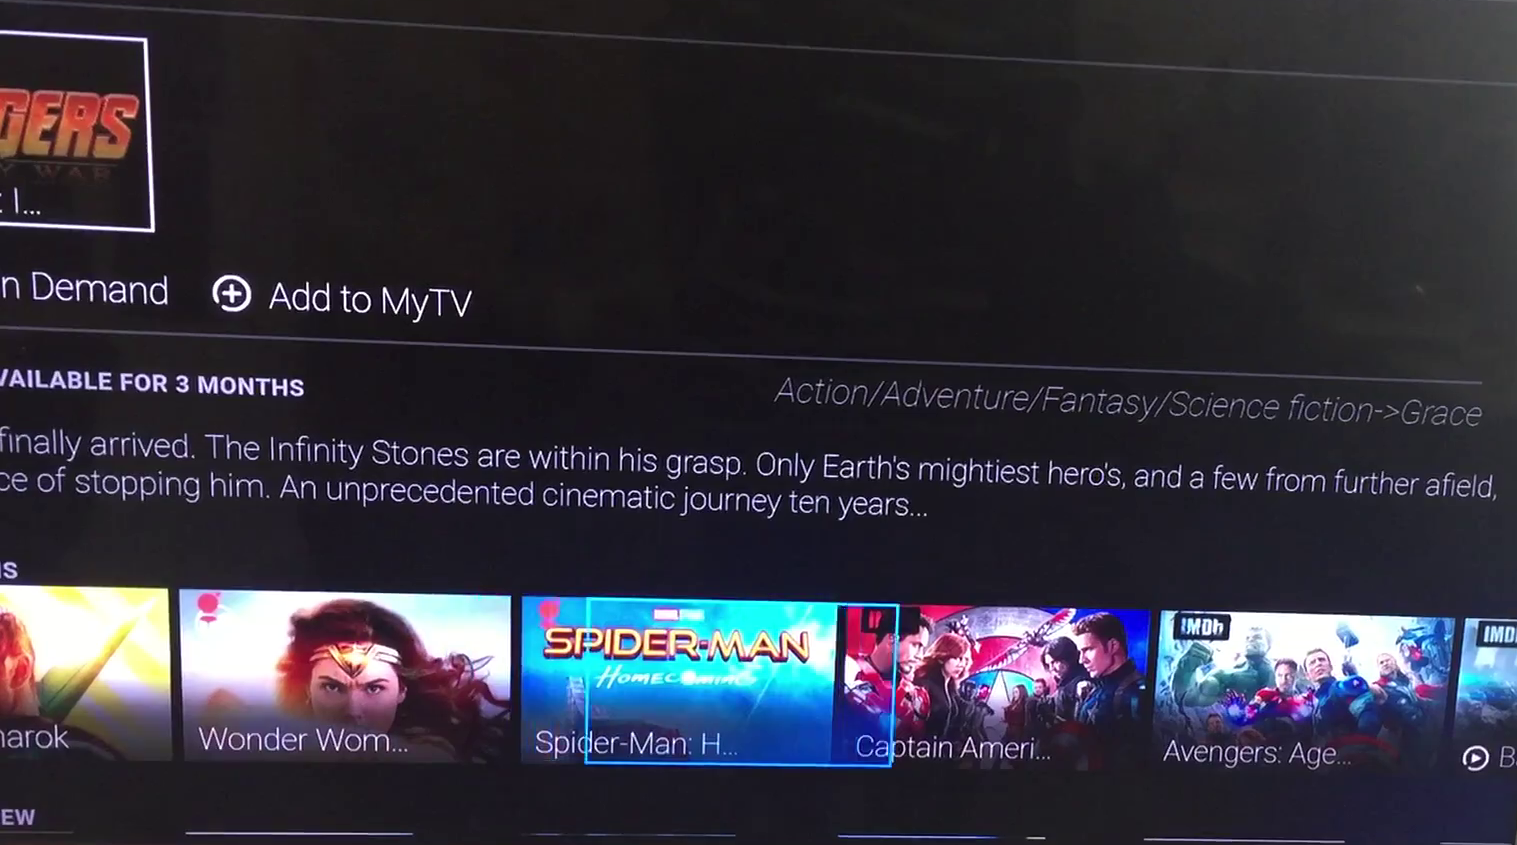 GERS
Y WAR
: I...
n Demand
Add to MyTV
VAILABLE FOR 3 MONTHS
Action/Adventure/Fantasy/Science fiction->Grace
finally arrived. The Infinity Stones are within his grasp. Only Earth's mightiest hero's, and a few from further afield,
ce of stopping him. An unprecedented cinematic journey ten years...
IS
SPIDER-MAN
HOMECOMING
IMDb
IMD
narok
Wonder Wom...
Spider-Man: H...
Captain Ameri...
Avengers: Age...
B
EW